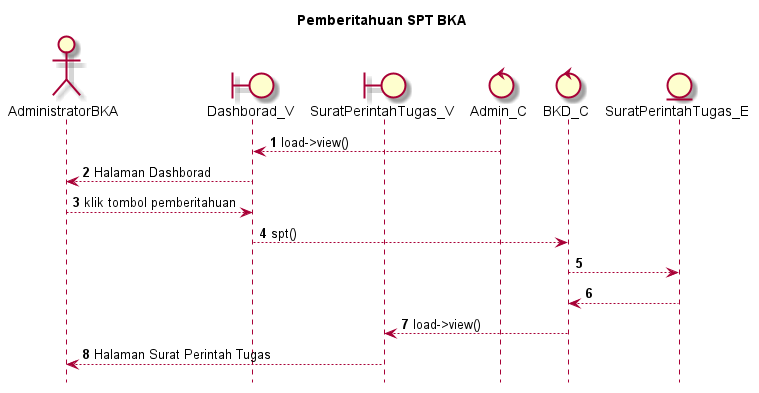 Pemberitahuan SPT BKA
AdministratorBKA
Dashborad_V
SuratPerintahTugas_V
Admin_C
BKD_C
SuratPerintahTugas_E
1 load->view()
2 Halaman Dashborad
3 klik tombol pemberitahuan
4 spt()
5
6
7 load->view()
8 Halaman Surat Perintah Tugas